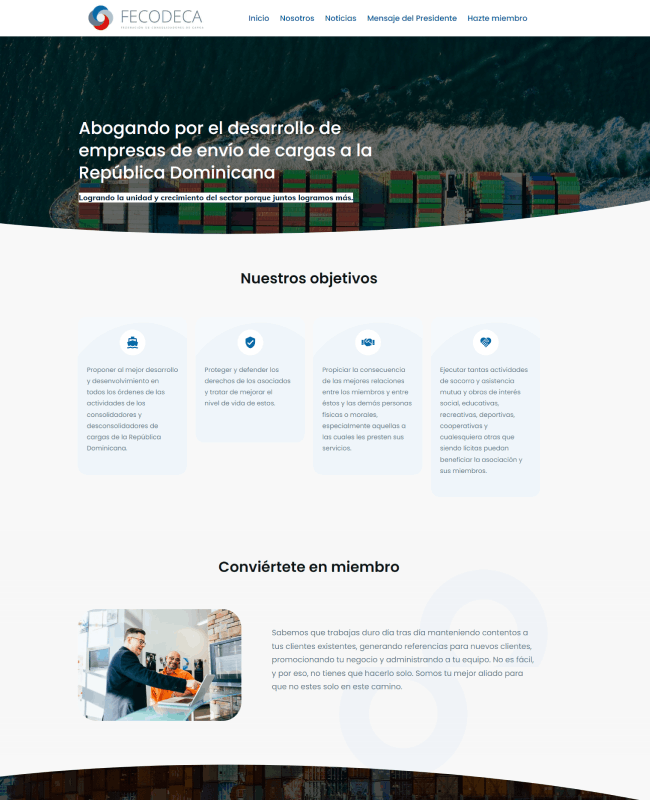 FECODECA
FEDERACIÓN DE CONSOLIDACIÓN DE CARGA
Inicio Nosotros Noticias Mensaje del Presidente Hazte miembro
Abogando por el desarrollo de
empresas de envío de cargas a la
República Dominicana
Logrando la unidad y crecimiento del sector porque juntos logramos más.
Nuestros objetivos
Proponer al mejor desarrollo
y desenvolvimiento en
todos los órdenes de las
actividades de los
consolidadores y
desconsolidadores de
cargas de la República
Dominicana.
Proteger y defender los
derechos de los asociados
y tratar de mejorar el
nivel de vida de estos.
Propiciar la consecuencia
de las mejores relaciones
entre los miembros y entre
éstos y las demás personas
físicas o morales,
especialmente aquellas a
las cuales les presten sus
servicios.
Ejecutar tantas actividades
de socorro y asistencia
mutua y obras de interés
social, educativas,
recreativas, deportivas,
cooperativas y
cualesquiera otras que
siendo lícitas puedan
beneficiar la asociación y
sus miembros.
Conviértete en miembro
Sabemos que trabajas duro día tras día manteniendo contentos a
tus clientes existentes, generando referencias para nuevos clientes,
promocionando tu negocio y administrando a tu equipo. No es fácil,
y por eso, no tienes que hacerlo solo. Somos tu mejor aliado para
que no estes solo en este camino.